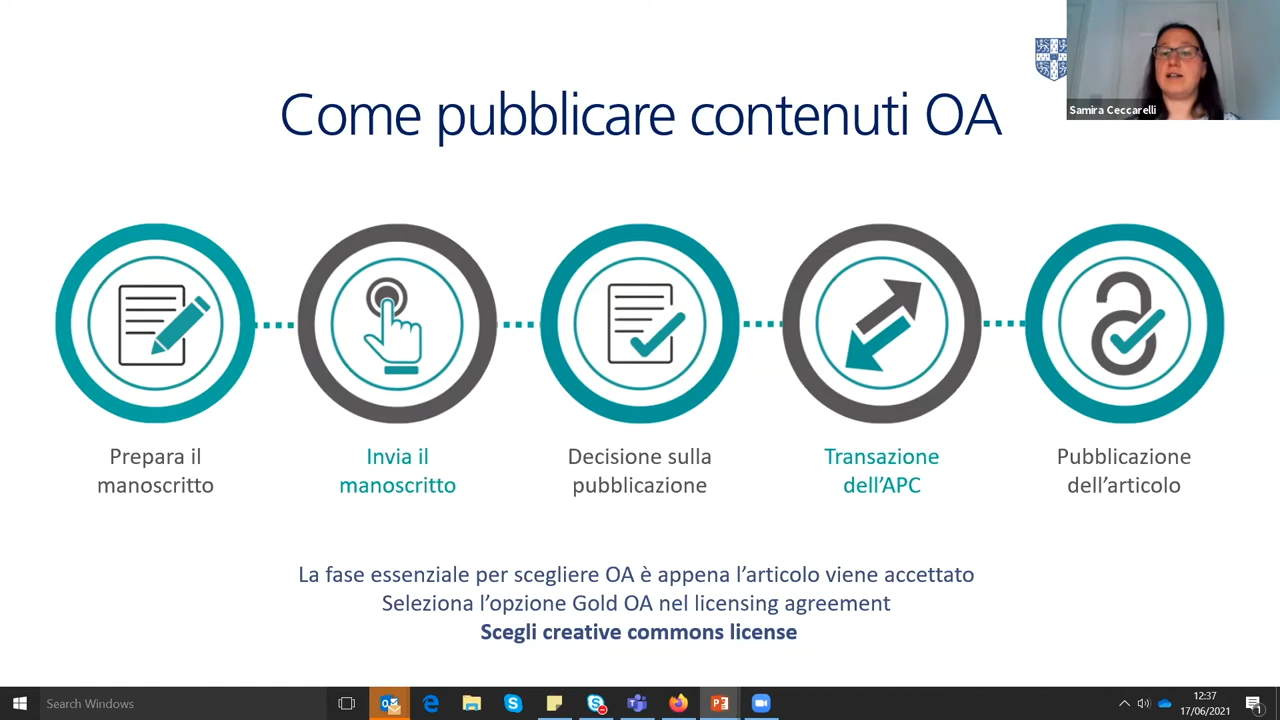 Come pubblicare contenuti OA
Samira Ceccarelli
Prepara il
manoscritto
Invia il
manoscritto
Decisione sulla
pubblicazione
Transazione
dell’APC
Pubblicazione
dell’articolo
La fase essenziale per scegliere OA è appena l’articolo viene accettato
Seleziona l’opzione Gold OA nel licensing agreement
Scegli creative commons license
Search Windows
12:37
17/06/2021
1